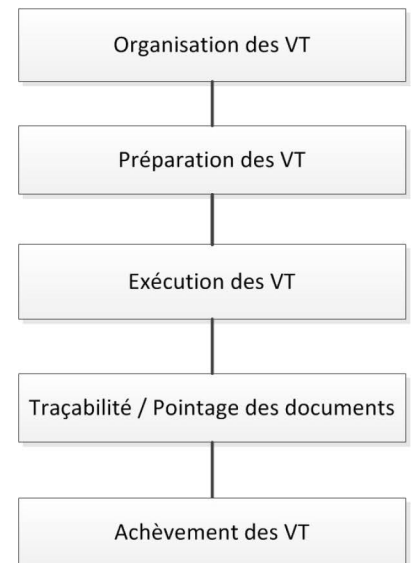 Organisation des VT
Préparation des VT
Exécution des VT
Traçabilité / Pointage des documents
Achèvement des VT